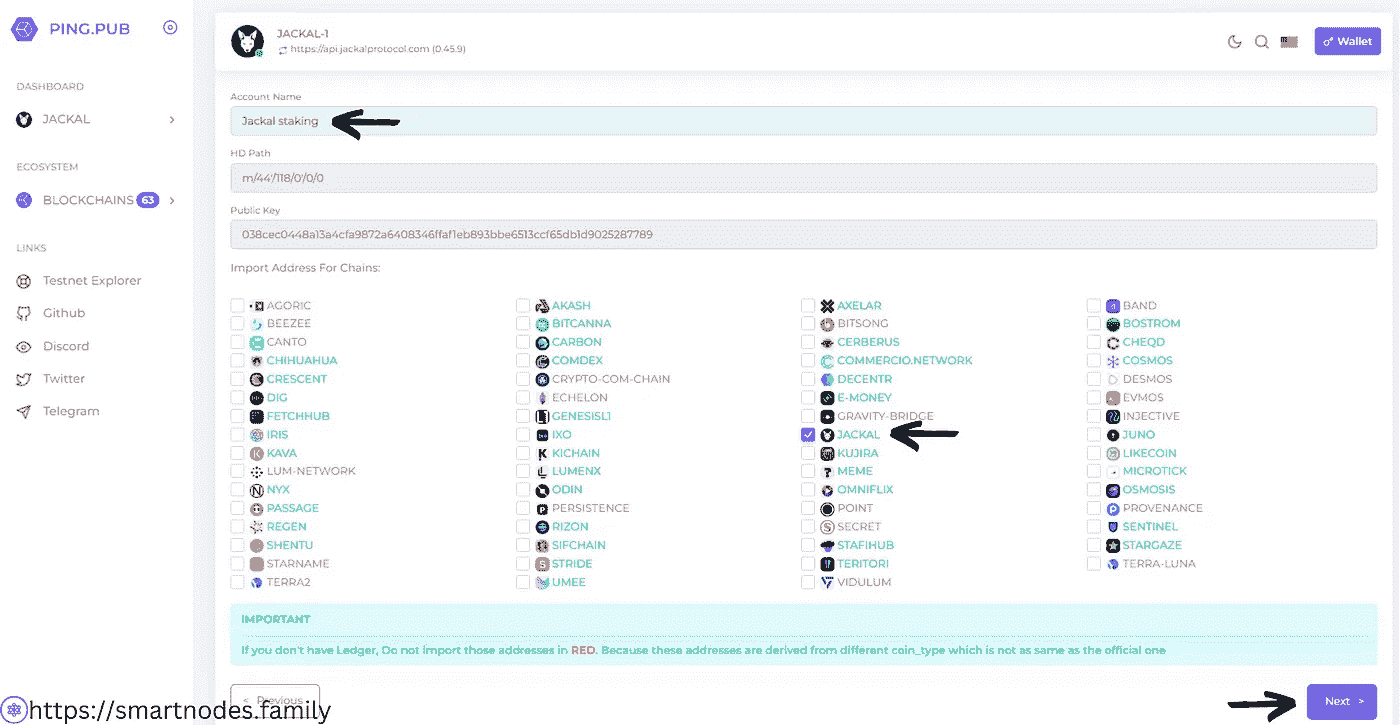 PING.PUB
DASHBOARD
JACKAL
ECOSYSTEM
BLOCKCHAINS 63
LINKS
Testnet Explorer
Github
Discord
Twitter
Telegram
JACKAL-1
https://api.jackalprotocol.com (0.45.9)
Wallet
Account Name
Jackal staking
HD Path
m/44'/118/0'/0/0
Public Key
038cec0448a13a4cfa9872a6408346ffaf1eb893bbe6513ccf65db1d9025287789
Import Address For Chains:
AGORIC AKASH AXELAR BAND
BEEZEE BITCANNA BITSONG BOSTROM
CANTO CARBON CERBERUS CHEQD
CHIHUAHUA COMDEX COMMERCIO.NETWORK COSMOS
CRESCENT CRYPTO-COM-CHAIN DECENTR DESMOS
DIG ECHELON E-MONEY EVMOS
FETCHHUB GENESISL1 GRAVITY-BRIDGE INJECTIVE
IRIS IXO JACKAL JUNO
KAVA KICHAIN KUJIRA LIKECOIN
LUM-NETWORK LUMENX MEME MICROTICK
NYX ODIN OMNIFLIX OSMOSIS
PASSAGE PERSISTENCE POINT PROVENANCE
REGEN RIZON SECRET SENTINEL
SHENTU SIFCHAIN STAFIHUB STARGAZE
STARNAME STRIDE TERITORI TERRA-LUNA
TERRA2 UMEE VIDULUM
IMPORTANT
If you don't have Ledger, Do not import those addresses in RED. Because these addresses are derived from different coin_type which is not as same as the official one
< Previous
Next >
https://smartnodes.family